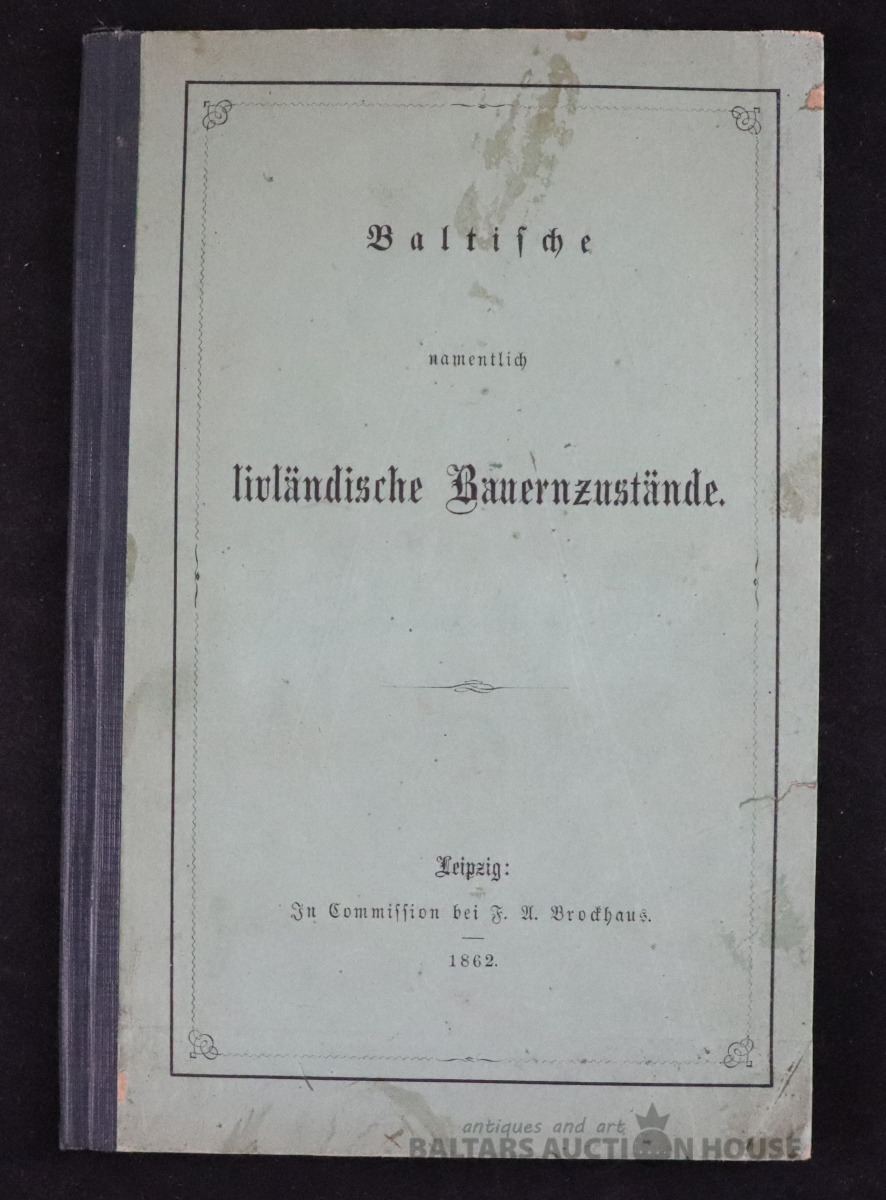 Baltiſche
namentlich
livländische Bauernzustände.
Leipzig:
In Commiſſion bei F. A. Brockhaus.
1862.
antiques and art
BALTARS AUCTION HOUSE